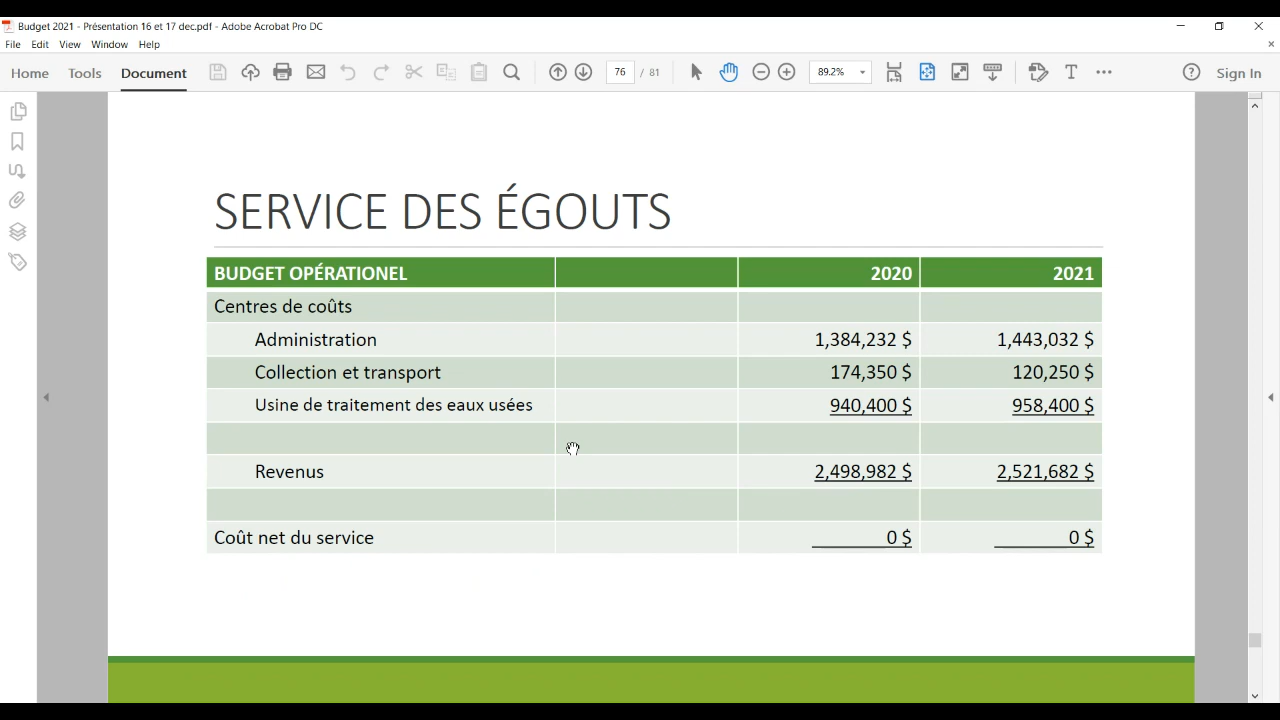 Budget 2021 - Présentation 16 et 17 dec.pdf - Adobe Acrobat Pro DC
File Edit View Window Help
Home Tools Document 76 / 81 89.2% Sign In
SERVICE DES ÉGOUTS
BUDGET OPÉRATIONEL 2020 2021
Centres de coûts
Administration 1,384,232 $ 1,443,032 $
Collection et transport 174,350 $ 120,250 $
Usine de traitement des eaux usées 940,400 $ 958,400 $
Revenus 2,498,982 $ 2,521,682 $
Coût net du service 0 $ 0 $